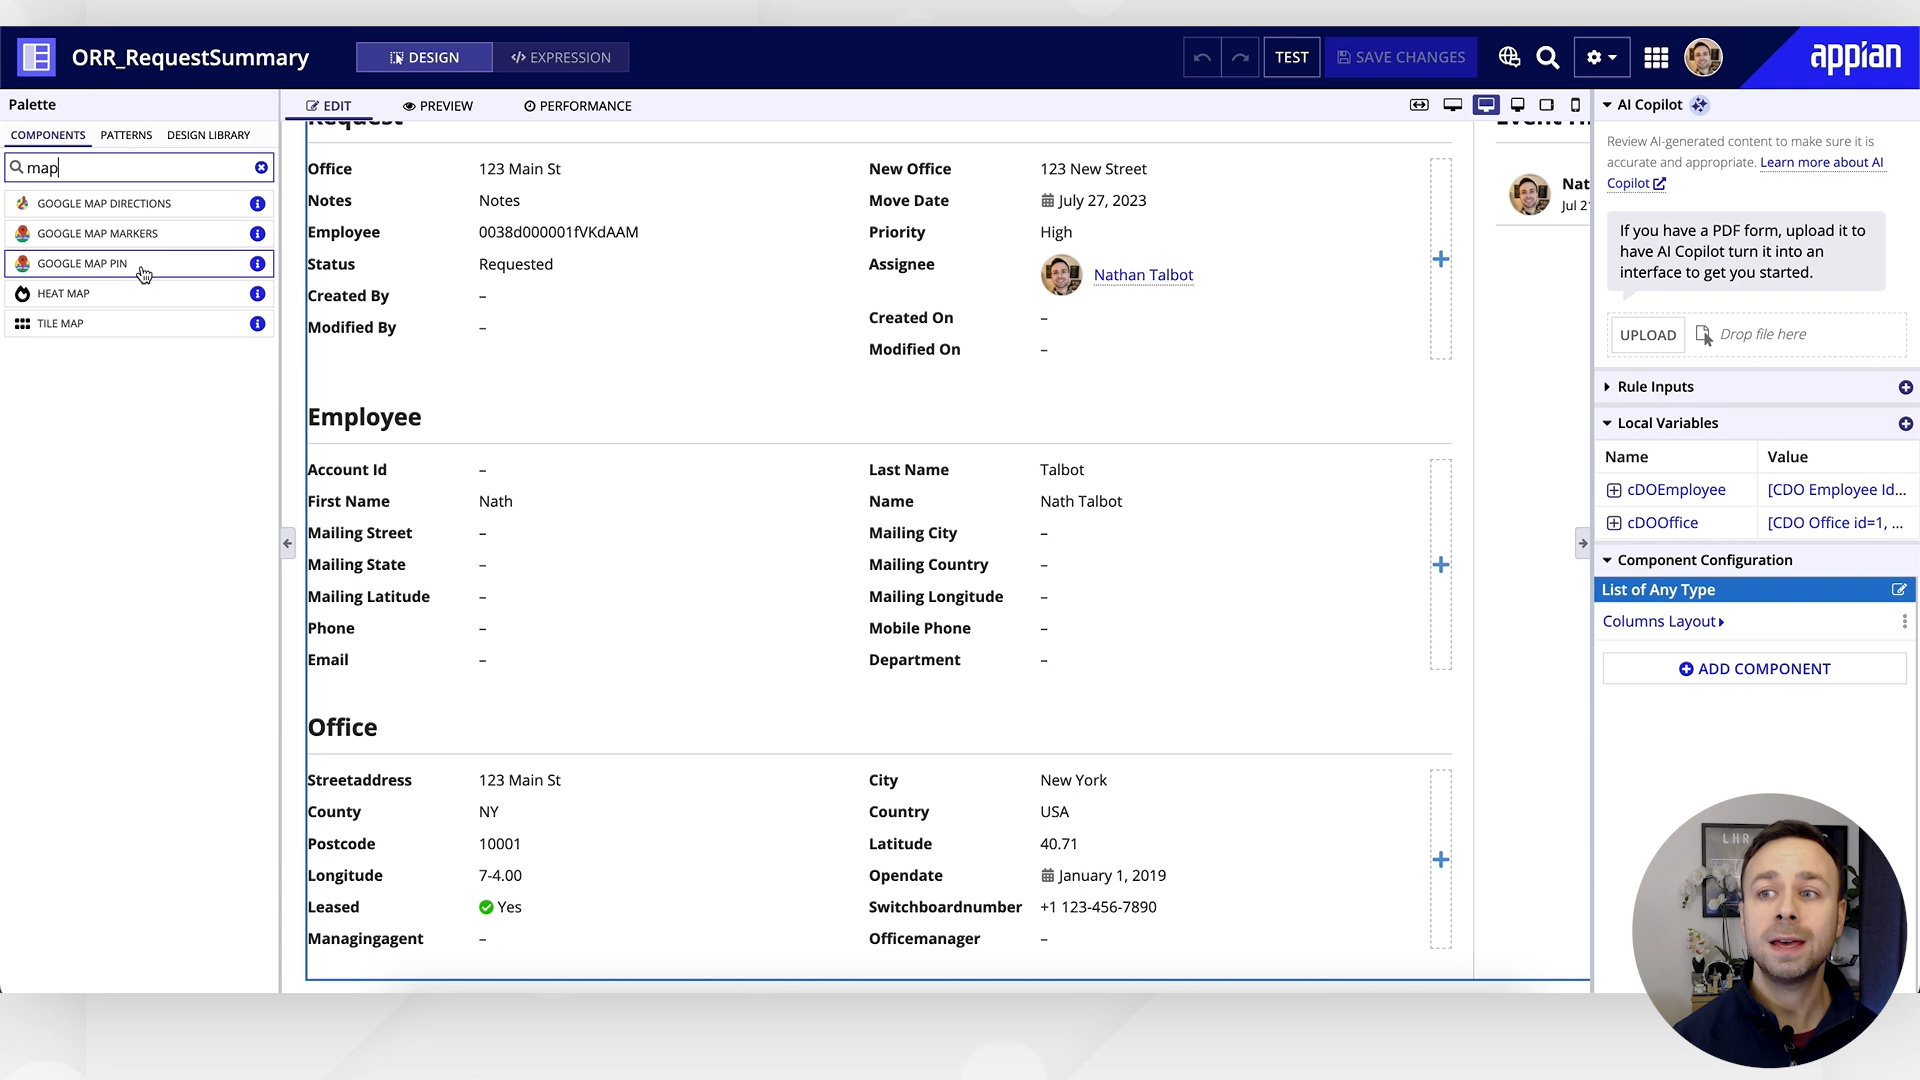 ORR_RequestSummary
DESIGN
</> EXPRESSION
TEST
SAVE CHANGES
appian
Palette
EDIT
PREVIEW
PERFORMANCE
COMPONENTS
PATTERNS
DESIGN LIBRARY
map
GOOGLE MAP DIRECTIONS
GOOGLE MAP MARKERS
GOOGLE MAP PIN
HEAT MAP
TILE MAP
Request
Office 123 Main St
Notes Notes
Employee 0038d000001fVKdAAM
Status Requested
Created By –
Modified By –
New Office 123 New Street
Move Date July 27, 2023
Priority High
Assignee Nathan Talbot
Created On –
Modified On –
Employee
Account Id –
First Name Nath
Mailing Street –
Mailing State –
Mailing Latitude –
Phone –
Email –
Last Name Talbot
Name Nath Talbot
Mailing City –
Mailing Country –
Mailing Longitude –
Mobile Phone –
Department –
Office
Streetaddress 123 Main St
County NY
Postcode 10001
Longitude 7-4.00
Leased Yes
Managingagent –
City New York
Country USA
Latitude 40.71
Opendate January 1, 2019
Switchboardnumber +1 123-456-7890
Officemanager –
Event
Nat
Jul 2
AI Copilot
Review AI-generated content to make sure it is
accurate and appropriate. Learn more about AI
Copilot
If you have a PDF form, upload it to
have AI Copilot turn it into an
interface to get you started.
UPLOAD
Drop file here
Rule Inputs
Local Variables
Name Value
cDOEmployee [CDO Employee Id...
cDOOffice [CDO Office id=1, ...
Component Configuration
List of Any Type
Columns Layout
ADD COMPONENT
LHR